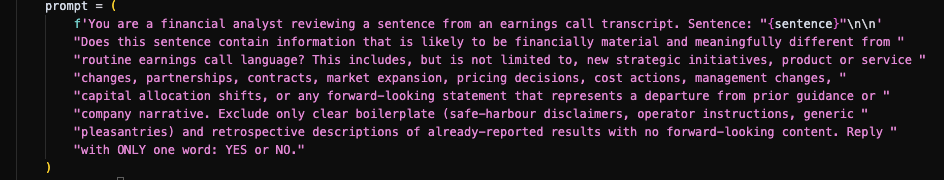 prompt = (
f'You are a financial analyst reviewing a sentence from an earnings call transcript. Sentence: "{sentence}"\n\n'
"Does this sentence contain information that is likely to be financially material and meaningfully different from "
"routine earnings call language? This includes, but is not limited to, new strategic initiatives, product or service "
"changes, partnerships, contracts, market expansion, pricing decisions, cost actions, management changes, "
"capital allocation shifts, or any forward-looking statement that represents a departure from prior guidance or "
"company narrative. Exclude only clear boilerplate (safe-harbour disclaimers, operator instructions, generic "
"pleasantries) and retrospective descriptions of already-reported results with no forward-looking content. Reply "
"with ONLY one word: YES or NO."
)